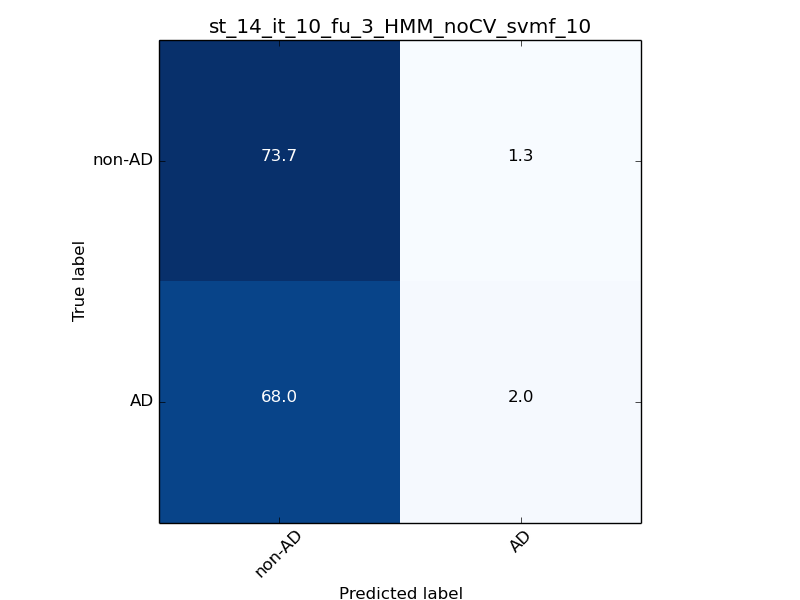 st_14_it_10_fu_3_HMM_noCV_svmf_10
True label
non-AD
73.7
1.3
AD
68.0
2.0
non-AD
AD
Predicted label